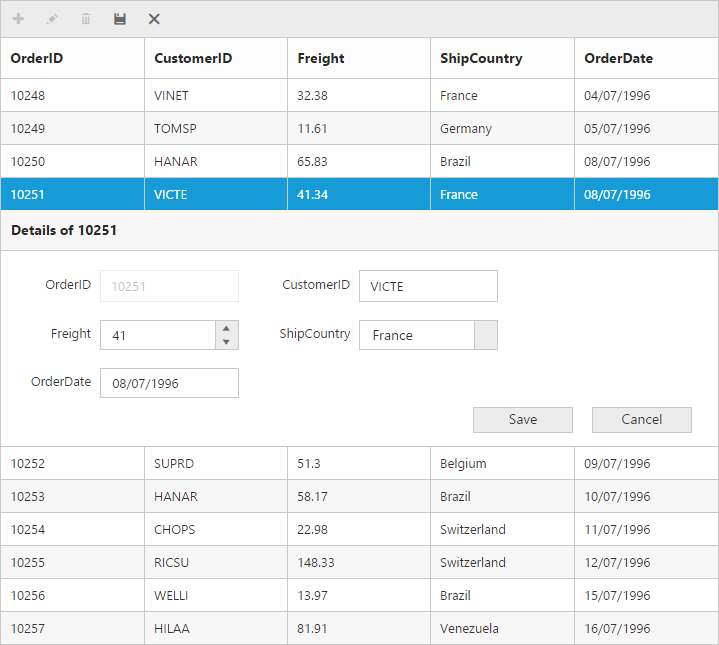 OrderID CustomerID Freight ShipCountry OrderDate
10248 VINET 32.38 France 04/07/1996
10249 TOMSP 11.61 Germany 05/07/1996
10250 HANAR 65.83 Brazil 08/07/1996
10251 VICTE 41.34 France 08/07/1996
Details of 10251
OrderID 10251 CustomerID VICTE
Freight 41 ShipCountry France
OrderDate 08/07/1996
Save Cancel
10252 SUPRD 51.3 Belgium 09/07/1996
10253 HANAR 58.17 Brazil 10/07/1996
10254 CHOPS 22.98 Switzerland 11/07/1996
10255 RICSU 148.33 Switzerland 12/07/1996
10256 WELLI 13.97 Brazil 15/07/1996
10257 HILAA 81.91 Venezuela 16/07/1996